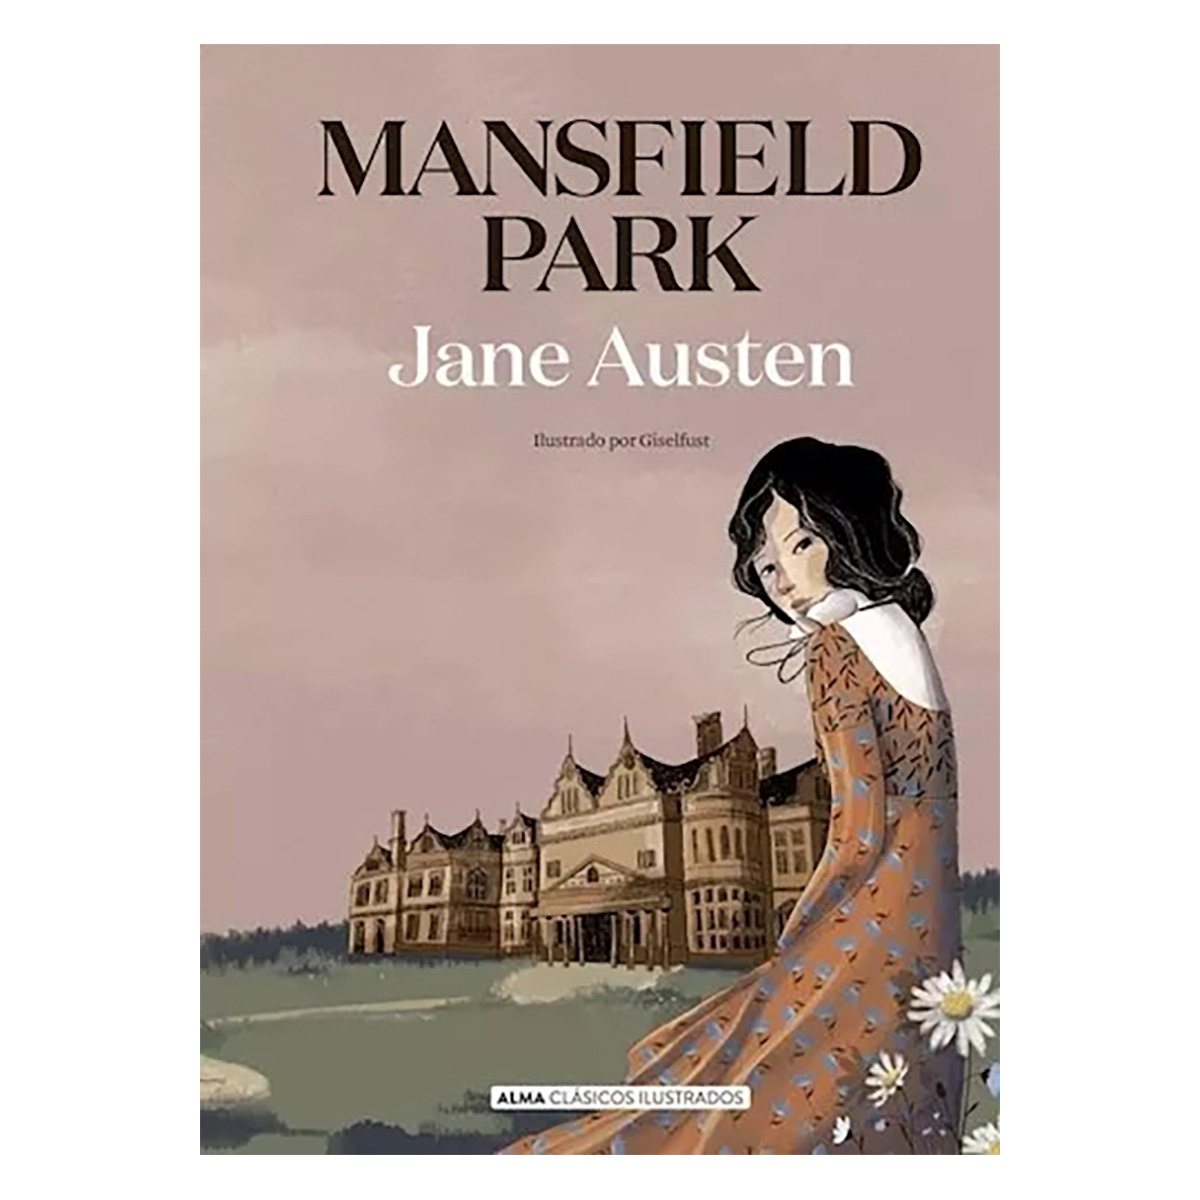 MANSFIELD
PARK
Jane Austen
Ilustrado por Giselfust
ALMA CLÁSICOS ILUSTRADOS